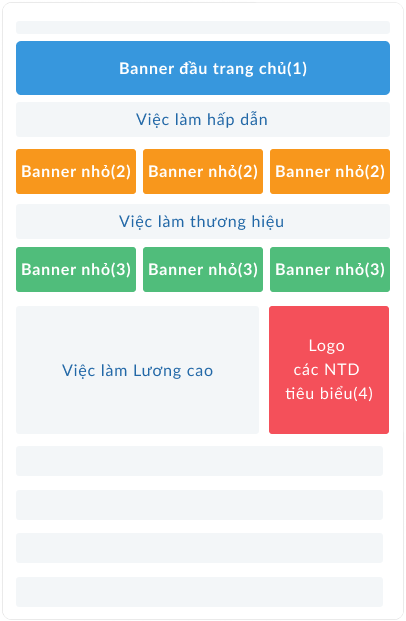 Banner đầu trang chủ(1)
Việc làm hấp dẫn
Banner nhỏ(2) Banner nhỏ(2) Banner nhỏ(2)
Việc làm thương hiệu
Banner nhỏ(3) Banner nhỏ(3) Banner nhỏ(3)
Việc làm Lương cao
Logo
các NTD
tiêu biểu(4)